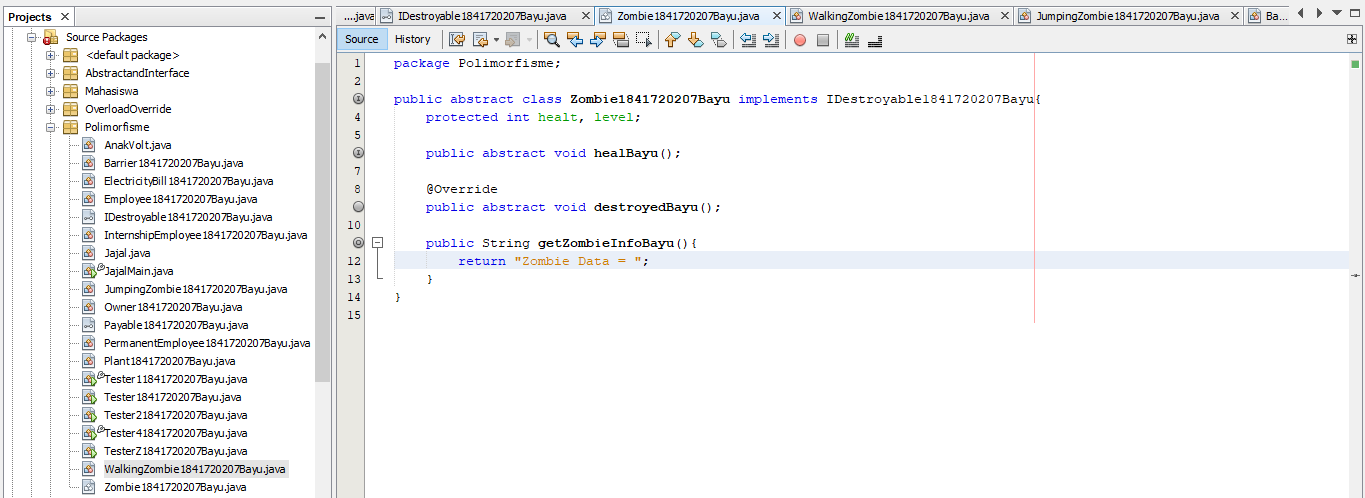 Projects
Source Packages
<default package>
AbstractandInterface
Mahasiswa
OverloadOverride
Polimorfisme
AnakVolt.java
Barrier1841720207Bayu.java
ElectricityBill1841720207Bayu.java
Employee1841720207Bayu.java
IDestroyable1841720207Bayu.java
InternshipEmployee1841720207Bayu.java
Jajal.java
JajalMain.java
JumpingZombie1841720207Bayu.java
Owner1841720207Bayu.java
Payable1841720207Bayu.java
PermanentEmployee1841720207Bayu.java
Plant1841720207Bayu.java
Tester11841720207Bayu.java
Tester1841720207Bayu.java
Tester21841720207Bayu.java
Tester41841720207Bayu.java
TesterZ1841720207Bayu.java
WalkingZombie1841720207Bayu.java
Zombie1841720207Bayu.java
....java IDestroyable1841720207Bayu.java Zombie1841720207Bayu.java WalkingZombie1841720207Bayu.java JumpingZombie1841720207Bayu.java Ba...
Source History
1 package Polimorfisme;
2
public abstract class Zombie1841720207Bayu implements IDestroyable1841720207Bayu{
4 protected int healt, level;
5
public abstract void healBayu();
7
8 @Override
public abstract void destroyedBayu();
10
public String getZombieInfoBayu(){
12 return "Zombie Data = ";
13 }
14 }
15